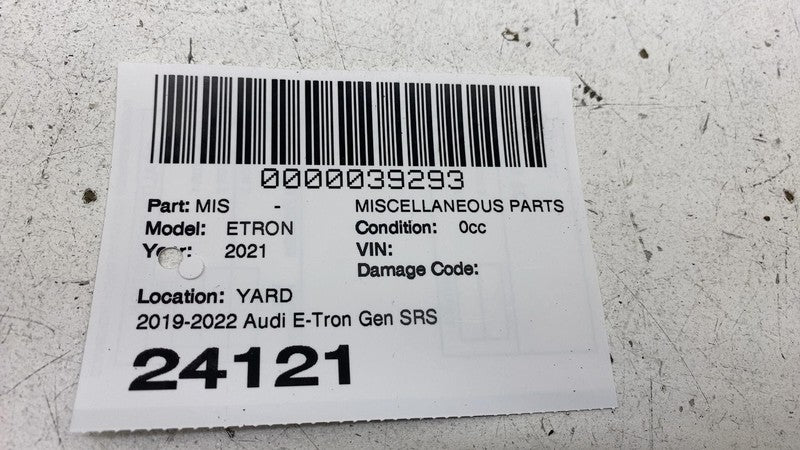 0000039293
Part: MIS - MISCELLANEOUS PARTS
Model: ETRON Condition: 0cc
Year: 2021 VIN:
Damage Code:
Location: YARD
2019-2022 Audi E-Tron Gen SRS
24121